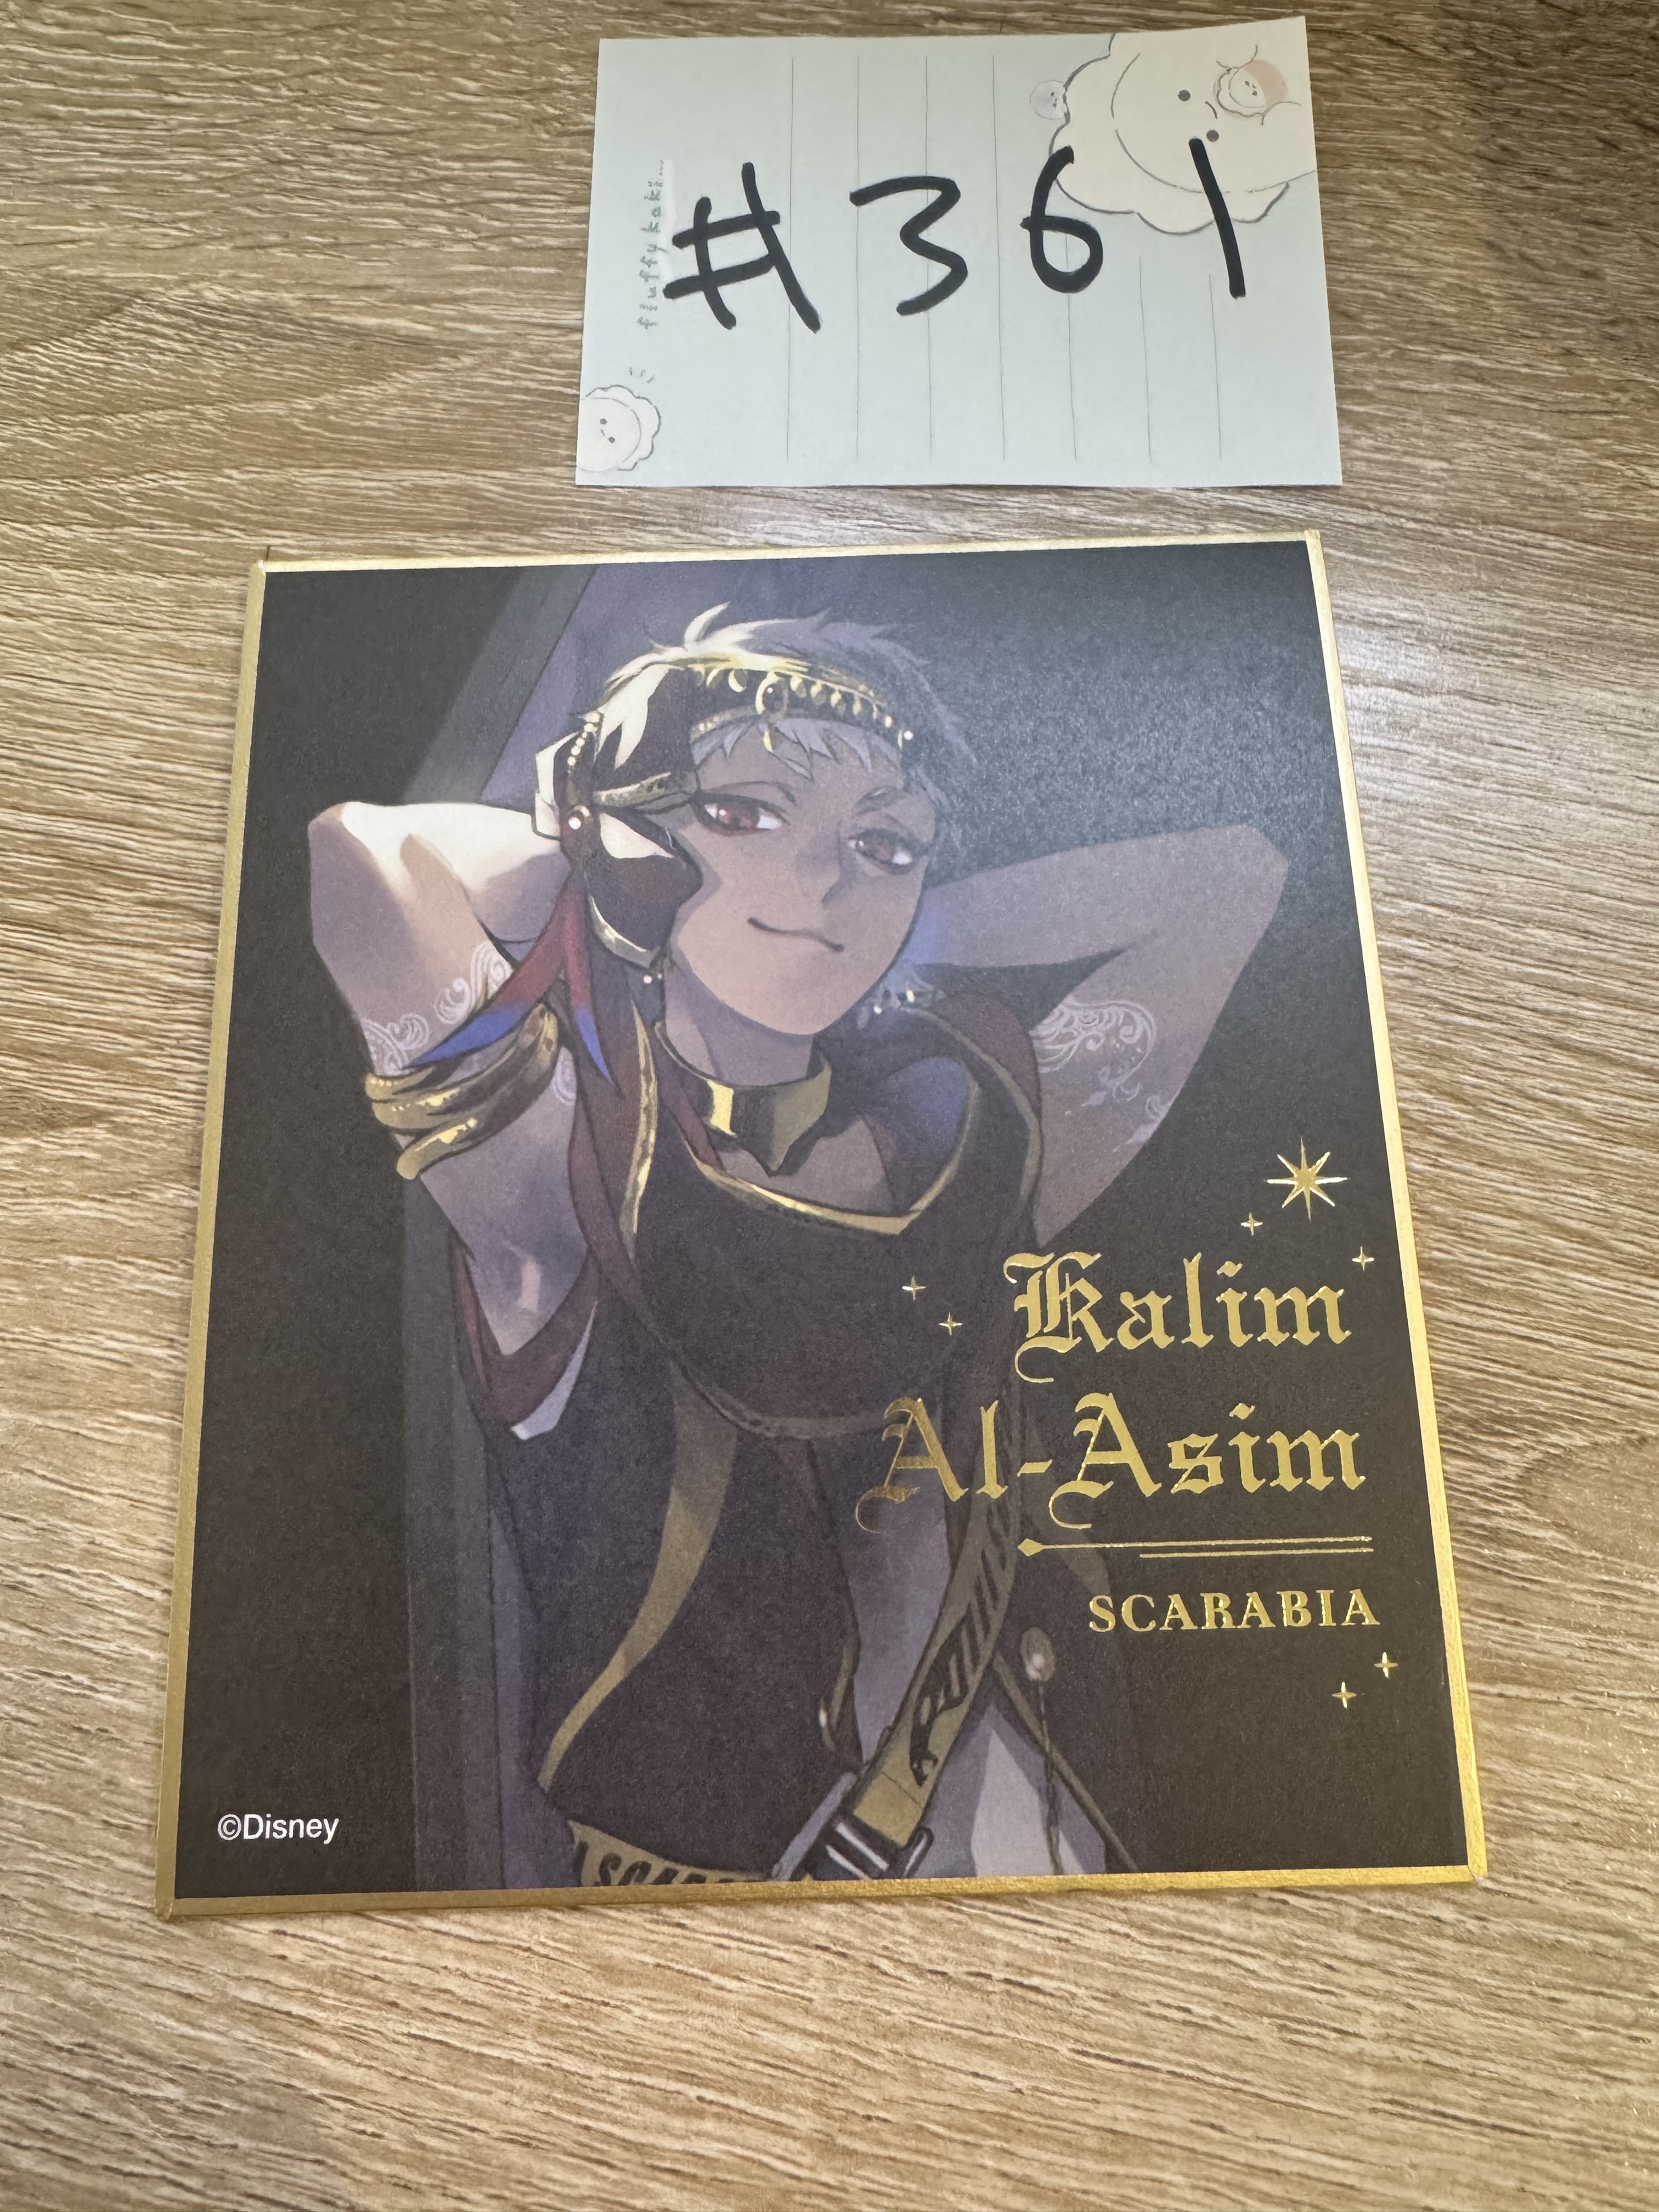 #361
fluffy kaki...
Kalim
Al-Asim
SCARABIA
©Disney